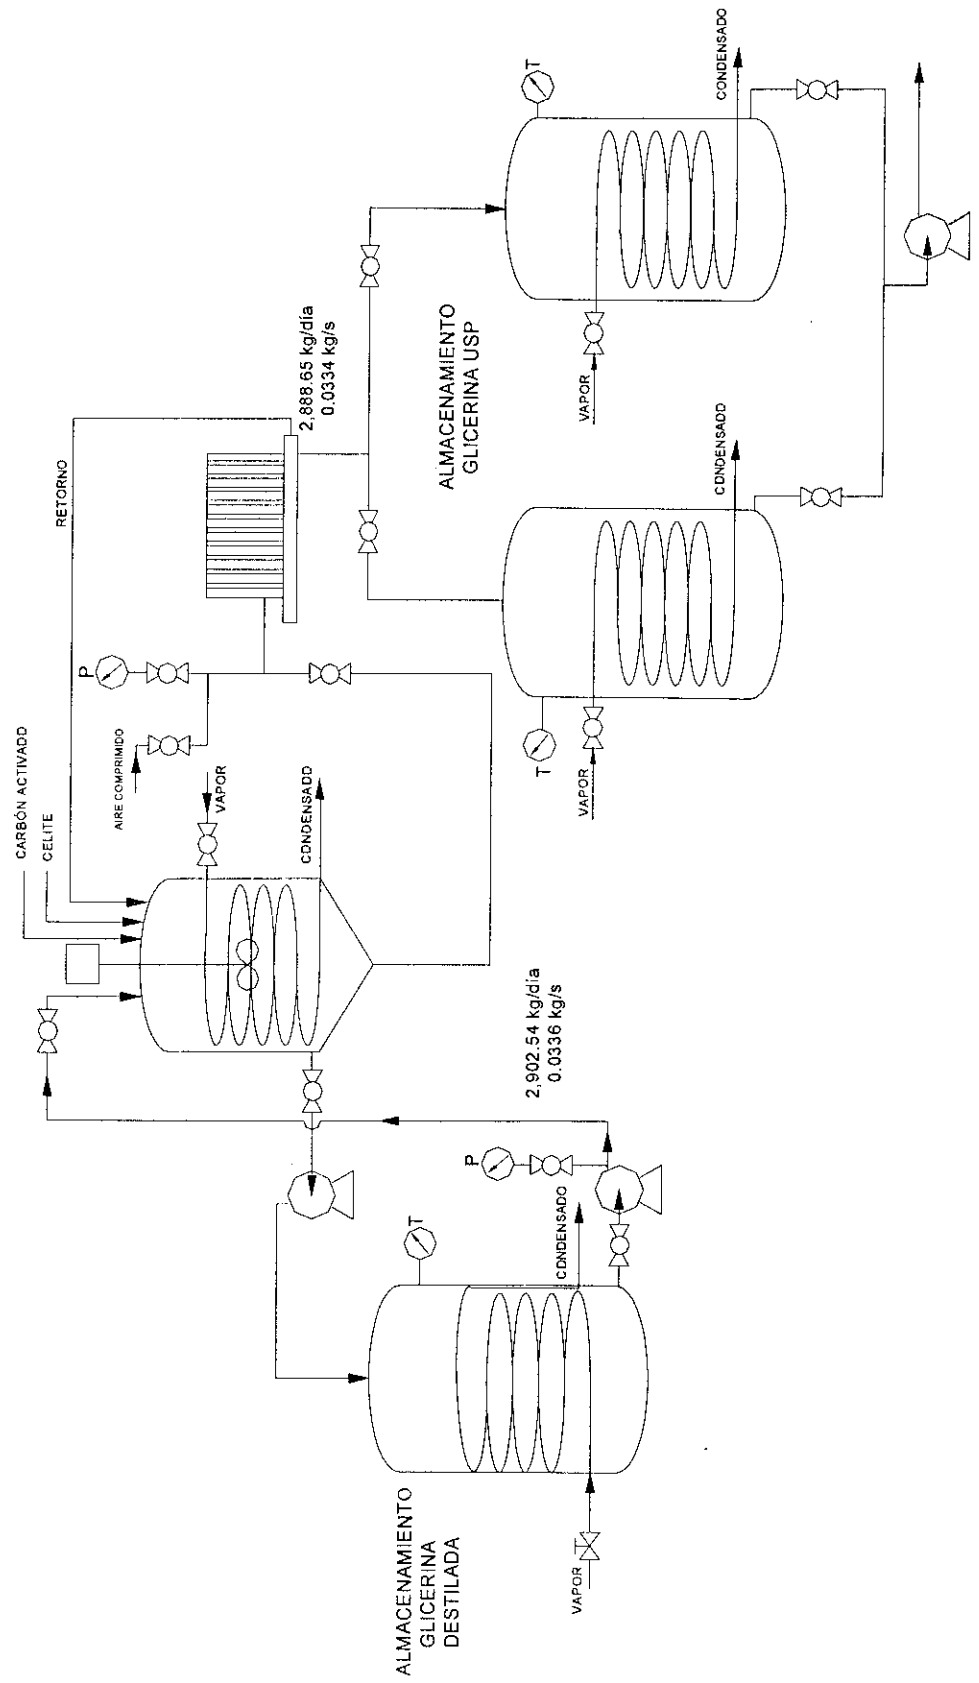 CARBÓN ACTIVADO
CELITE
RETORNO
P
AIRE COMPRIMIDO
VAPOR
CONDENSADO
2,888.65 kg/día
0.0334 kg/s
T
CONDENSADO
VAPOR
ALMACENAMIENTO
GLICERINA USP
CONDENSADO
T
VAPOR
2,902.54 kg/día
0.0336 kg/s
P
T
CONDENSADO
ALMACENAMIENTO
GLICERINA
DESTILADA
VAPOR